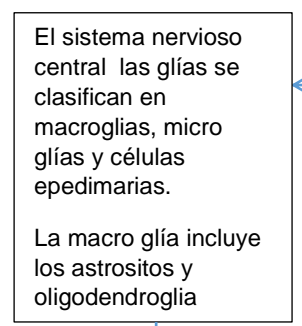 El sistema nervioso
central las glías se
clasifican en
macroglias, micro
glías y células
epedimarias.
La macro glía incluye
los astrositos y
oligodendroglia